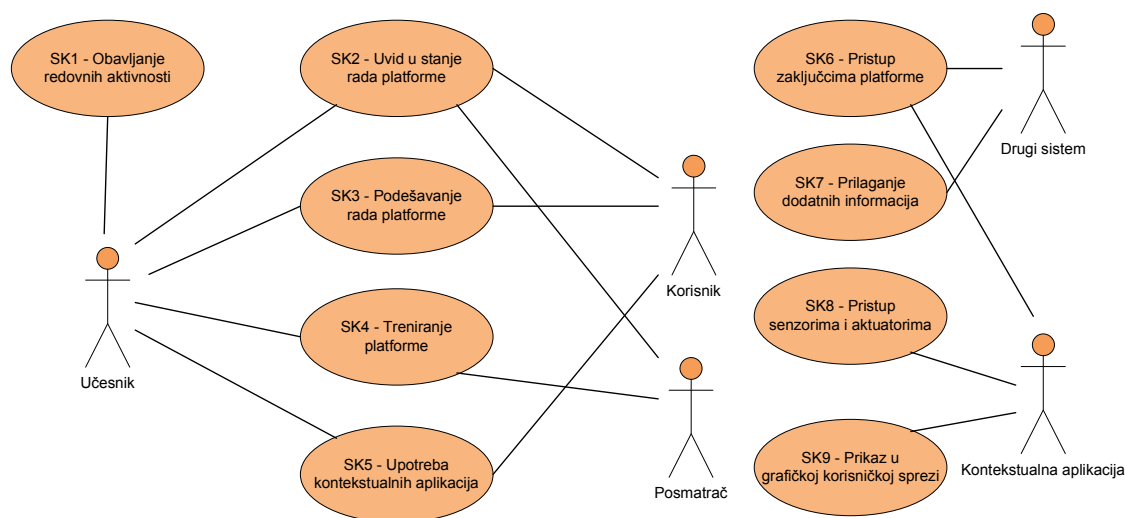 SK1 - Obavljanje
redovnih aktivnosti
SK2 - Uvid u stanje
rada platforme
SK3 - Podešavanje
rada platforme
SK4 - Treniranje
platforme
SK5 - Upotreba
kontekstualnih aplikacija
Učesnik
Korisnik
Posmatrač
SK6 - Pristup
zaključcima platforme
SK7 - Prilaganje
dodatnih informacija
SK8 - Pristup
senzorima i aktuatorima
SK9 - Prikaz u
grafičkoj korisničkoj sprezi
Drugi sistem
Kontekstualna aplikacija